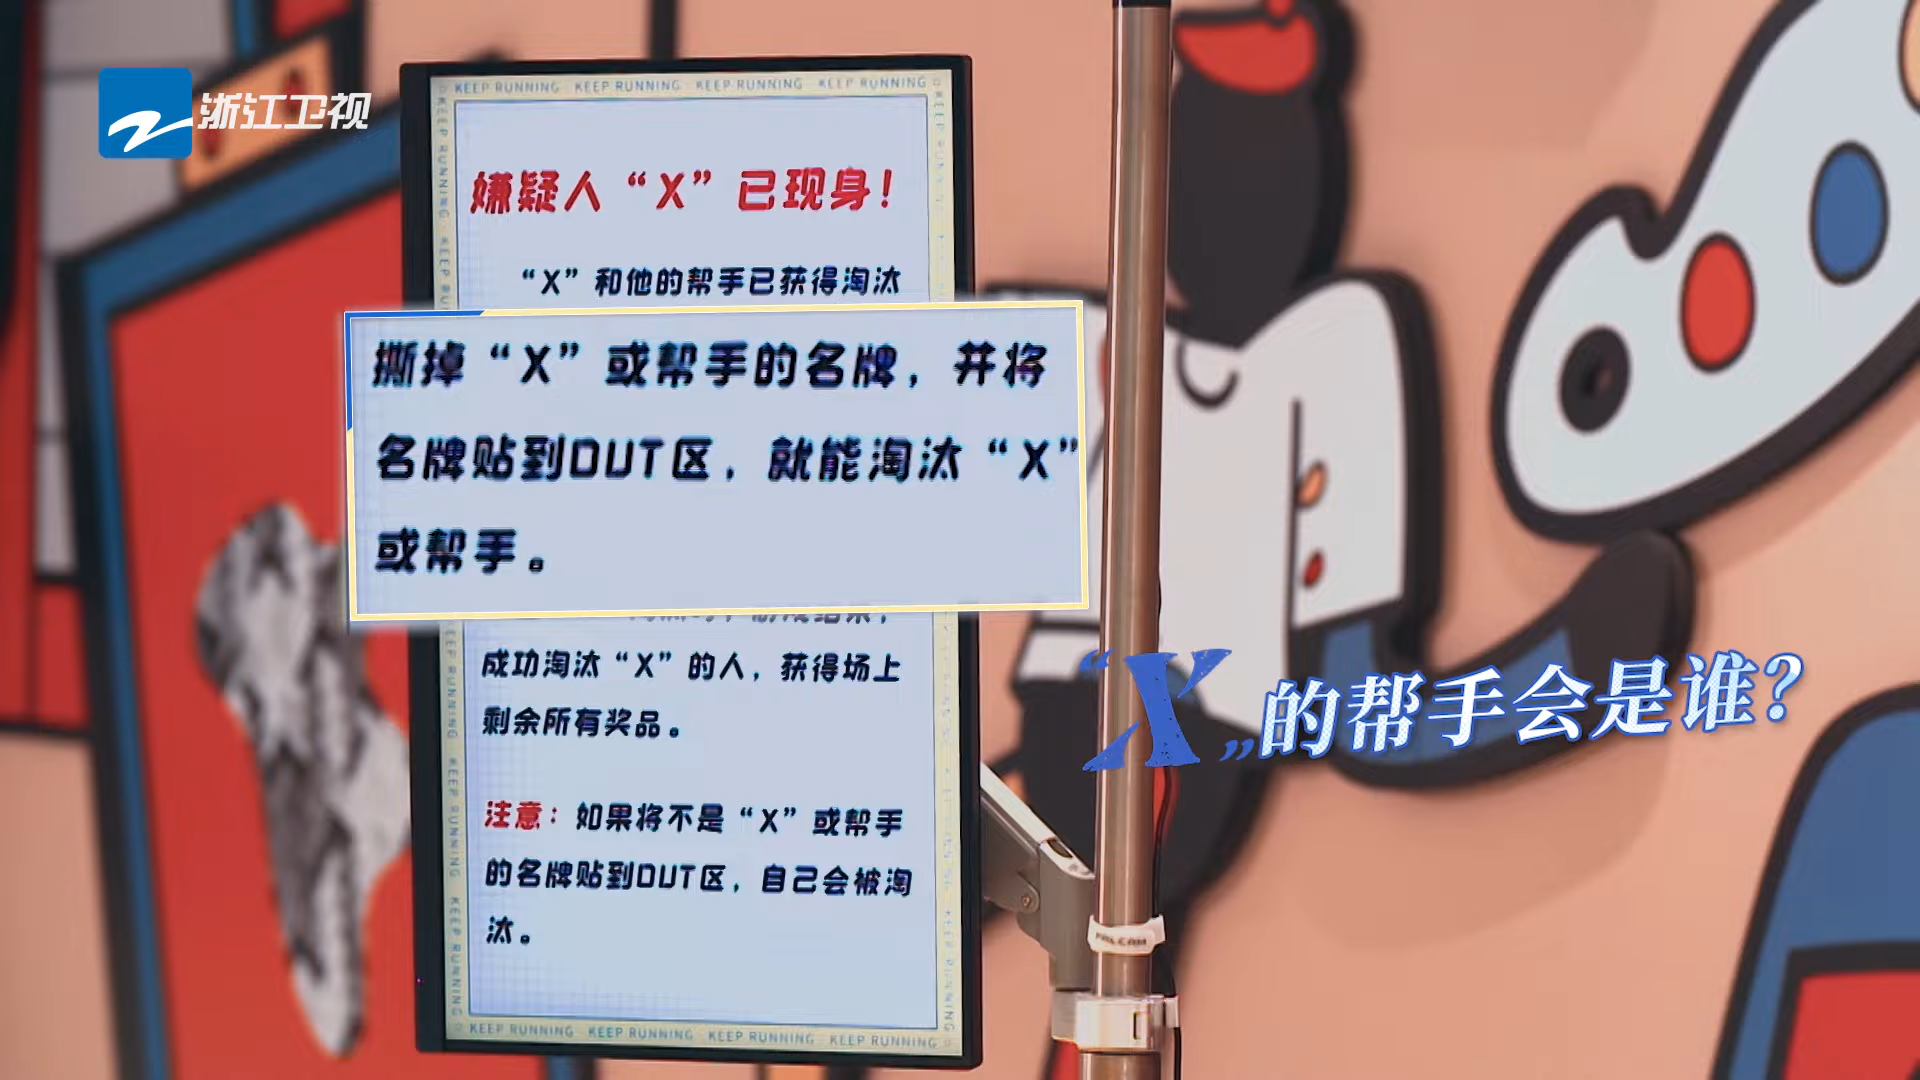 浙江卫视
KEEP RUNNING KEEP RUNNING KEEP RUNNING KEEP RUNNING
嫌疑人“X”已现身！
“X”和他的帮手已获得淘汰
撕掉“X”或帮手的名牌，并将
名牌贴到OUT区，就能淘汰“X”
或帮手。
成功淘汰“X”的人，获得场上
剩余所有奖品。
注意：如果将不是“X”或帮手
的名牌贴到OUT区，自己会被淘
汰。
KEEP RUNNING KEEP RUNNING KEEP RUNNING KEEP RUNNING
“X”的帮手会是谁？
FALCAM